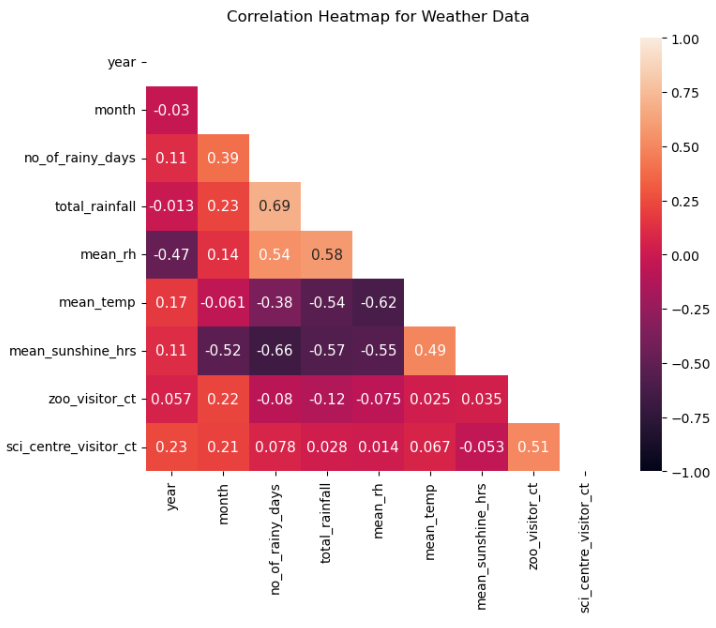 Correlation Heatmap for Weather Data
year
month -0.03
no_of_rainy_days 0.11 0.39
total_rainfall -0.013 0.23 0.69
mean_rh -0.47 0.14 0.54 0.58
mean_temp 0.17 -0.061 -0.38 -0.54 -0.62
mean_sunshine_hrs 0.11 -0.52 -0.66 -0.57 -0.55 0.49
zoo_visitor_ct 0.057 0.22 -0.08 -0.12 -0.075 0.025 0.035
sci_centre_visitor_ct 0.23 0.21 0.078 0.028 0.014 0.067 -0.053 0.51
year
month
no_of_rainy_days
total_rainfall
mean_rh
mean_temp
mean_sunshine_hrs
zoo_visitor_ct
sci_centre_visitor_ct
1.00
0.75
0.50
0.25
0.00
−0.25
−0.50
−0.75
−1.00